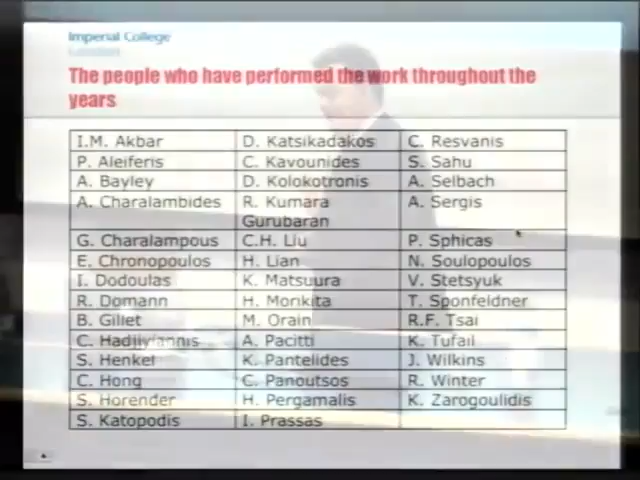 Imperial College
London
The people who have performed the work throughout the
years
I.M. Akbar D. Katsikadakos C. Resvanis
P. Aleiferis C. Kavounides S. Sahu
A. Bayley D. Kolokotronis A. Selbach
A. Charalambides R. Kumara A. Sergis
Gurubaran
G. Charalampous C.H. Liu P. Sphicas
E. Chronopoulos H. Lian N. Soulopoulos
I. Dodoulas K. Matsuura V. Stetsyuk
R. Domann H. Morikita T. Sponfeldner
B. Gillet M. Orain R.F. Tsai
C. Hadjiyiannis A. Pacitti K. Tufail
S. Henkel K. Pantelides J. Wilkins
C. Hong C. Panoutsos R. Winter
S. Horender H. Pergamalis K. Zarogoulidis
S. Katopodis I. Prassas